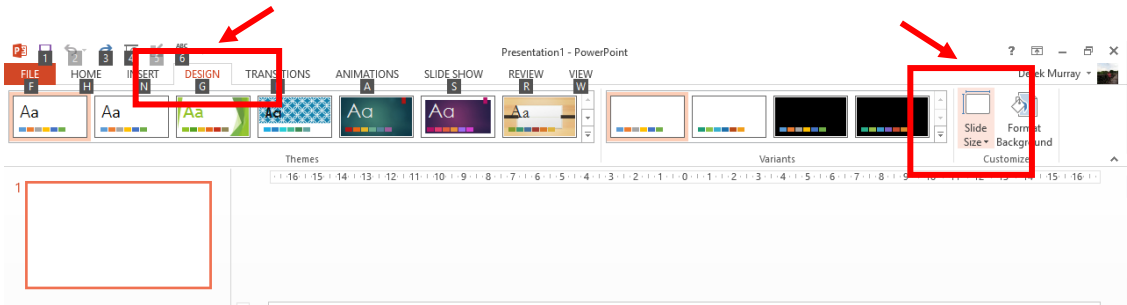 Presentation1 - PowerPoint
ABC
1 2 3 4 5 6
FILE HOME INSERT DESIGN TRANSITIONS ANIMATIONS SLIDE SHOW REVIEW VIEW
Derek Murray
F H N G A S R W
Aa Aa Aa Aa Aa Aa Aa
Slide Size
Format Background
Themes Variants Customize
1
16 15 14 13 12 11 10 9 8 7 6 5 4 3 2 1 0 1 2 3 4 5 6 7 8 9 10 11 12 13 14 15 16